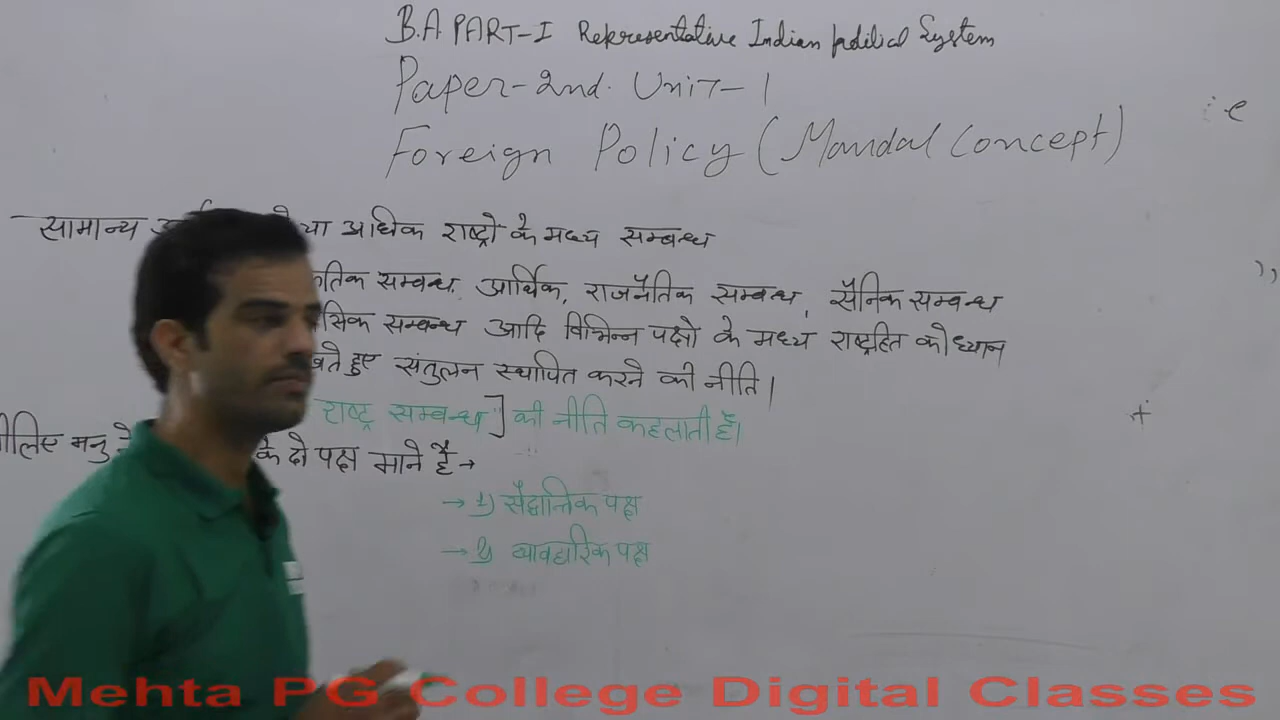 B.A PART-I Representative Indian political System
Paper-2nd. Unit-1
Foreign Policy (Mandal Concept)
सामान्य या अधिक राष्ट्रो के मध्य सम्बन्ध
सम्बन्ध, आर्थिक, राजनैतिक सम्बन्ध, सैनिक सम्बन्ध
सम्बन्ध आदि विभिन्न पक्षो के मध्य राष्ट्रहित को ध्यान
हुए संतुलन स्थापित करने की नीति।
राष्ट्र सम्बन्ध] की नीति कहलाती है।
मनु ने के दो पक्ष माने है →
→ 1) सैद्धान्तिक पक्ष
→ 2) व्यावहारिक पक्ष
Mehta PG College Digital Classes